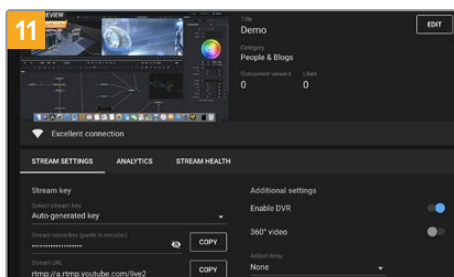 11
PREVIEW
Title
Demo
EDIT
Category
People & Blogs
Concurrent viewers
Likes
0
0
Excellent connection
STREAM SETTINGS
ANALYTICS
STREAM HEALTH
Stream key
Select stream key
Auto-generated key
Stream name/key (paste in encoder)
••••••••••••••••••••
COPY
Stream URL
rtmp://a.rtmp.youtube.com/live2
COPY
Additional settings
Enable DVR
360° video
Added delay
None